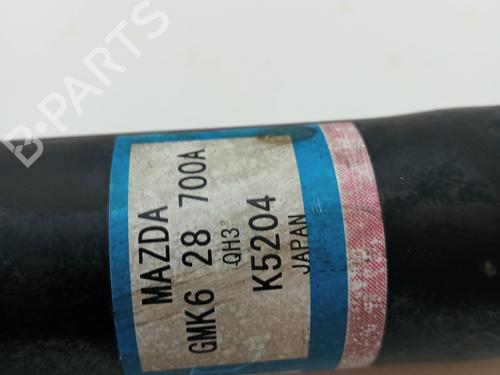 MAZDA
GMK6 28 700A
QH3
K5204
JAPAN
B-PARTS